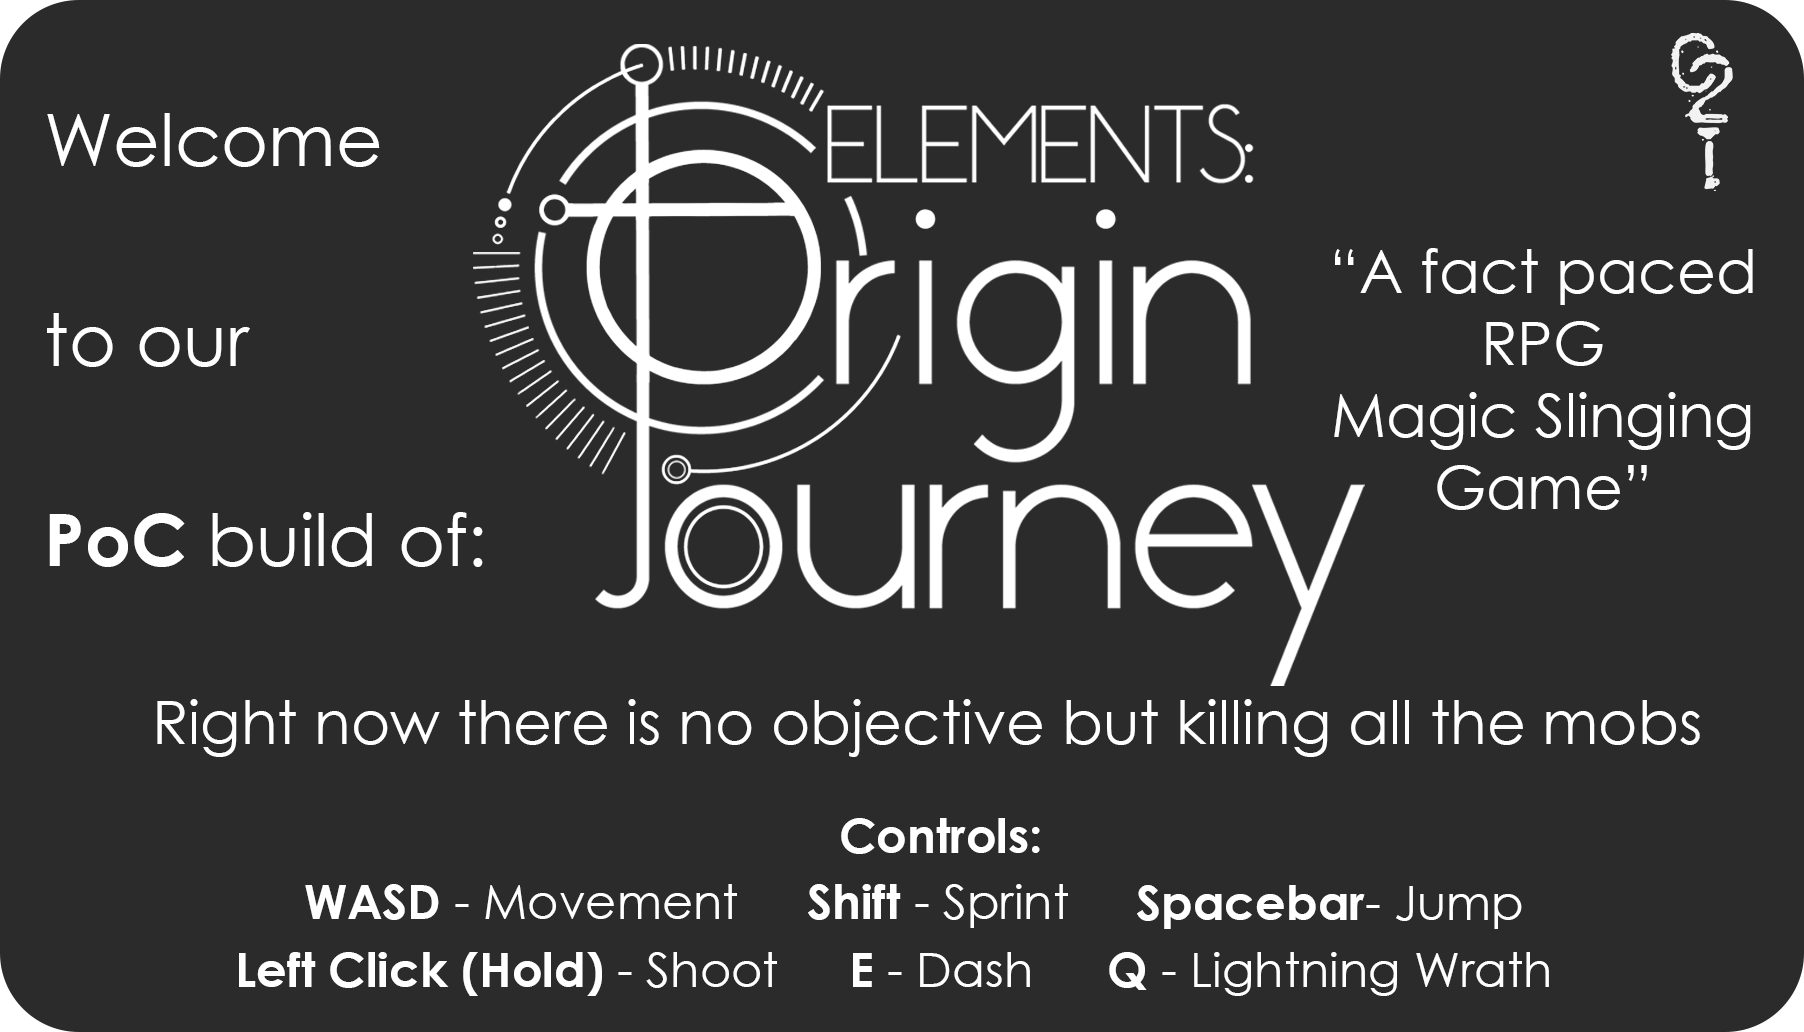 Welcome
to our
PoC build of:
ELEMENTS:
Origin
Journey
“A fact paced
RPG
Magic Slinging
Game”
Right now there is no objective but killing all the mobs
Controls:
WASD - Movement Shift - Sprint Spacebar- Jump
Left Click (Hold) - Shoot E - Dash Q - Lightning Wrath